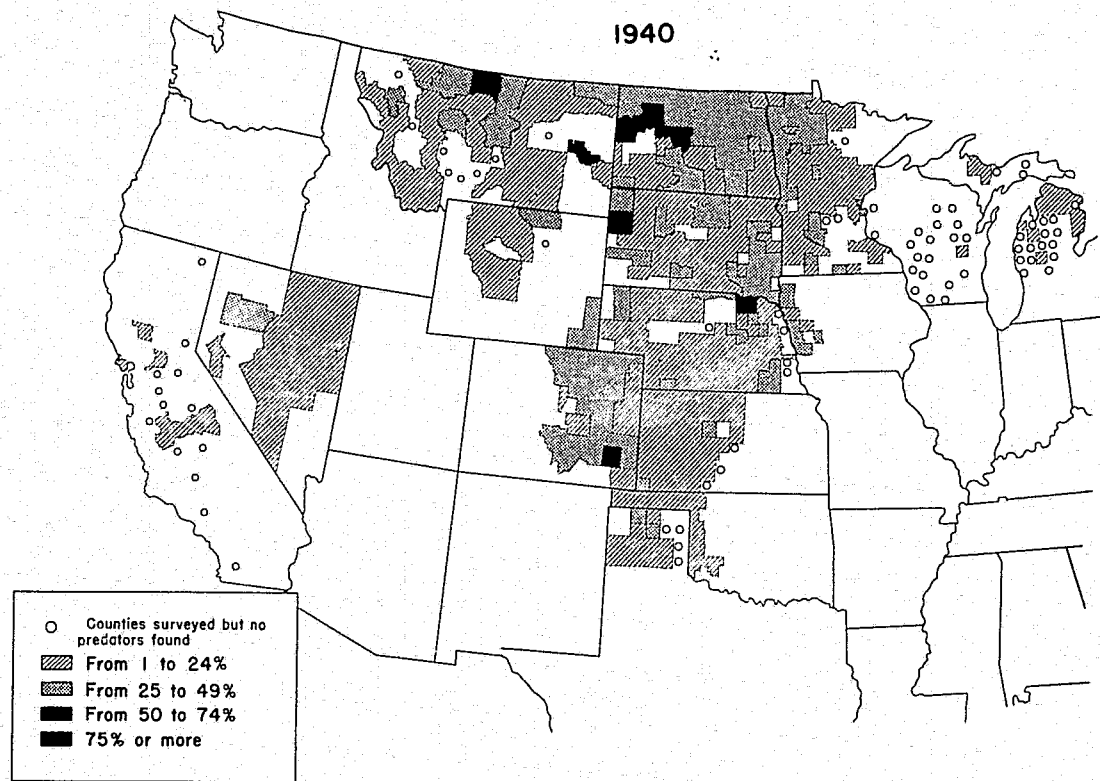 1940
Counties surveyed but no
predators found
From 1 to 24%
From 25 to 49%
From 50 to 74%
75% or more